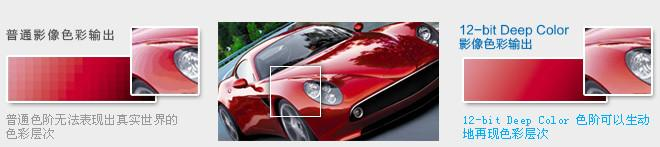 普通影像色彩输出
普通色阶无法表现出真实世界的
色彩层次
12-bit Deep Color
影像色彩输出
12-bit Deep Color 色阶可以生动
地再现色彩层次